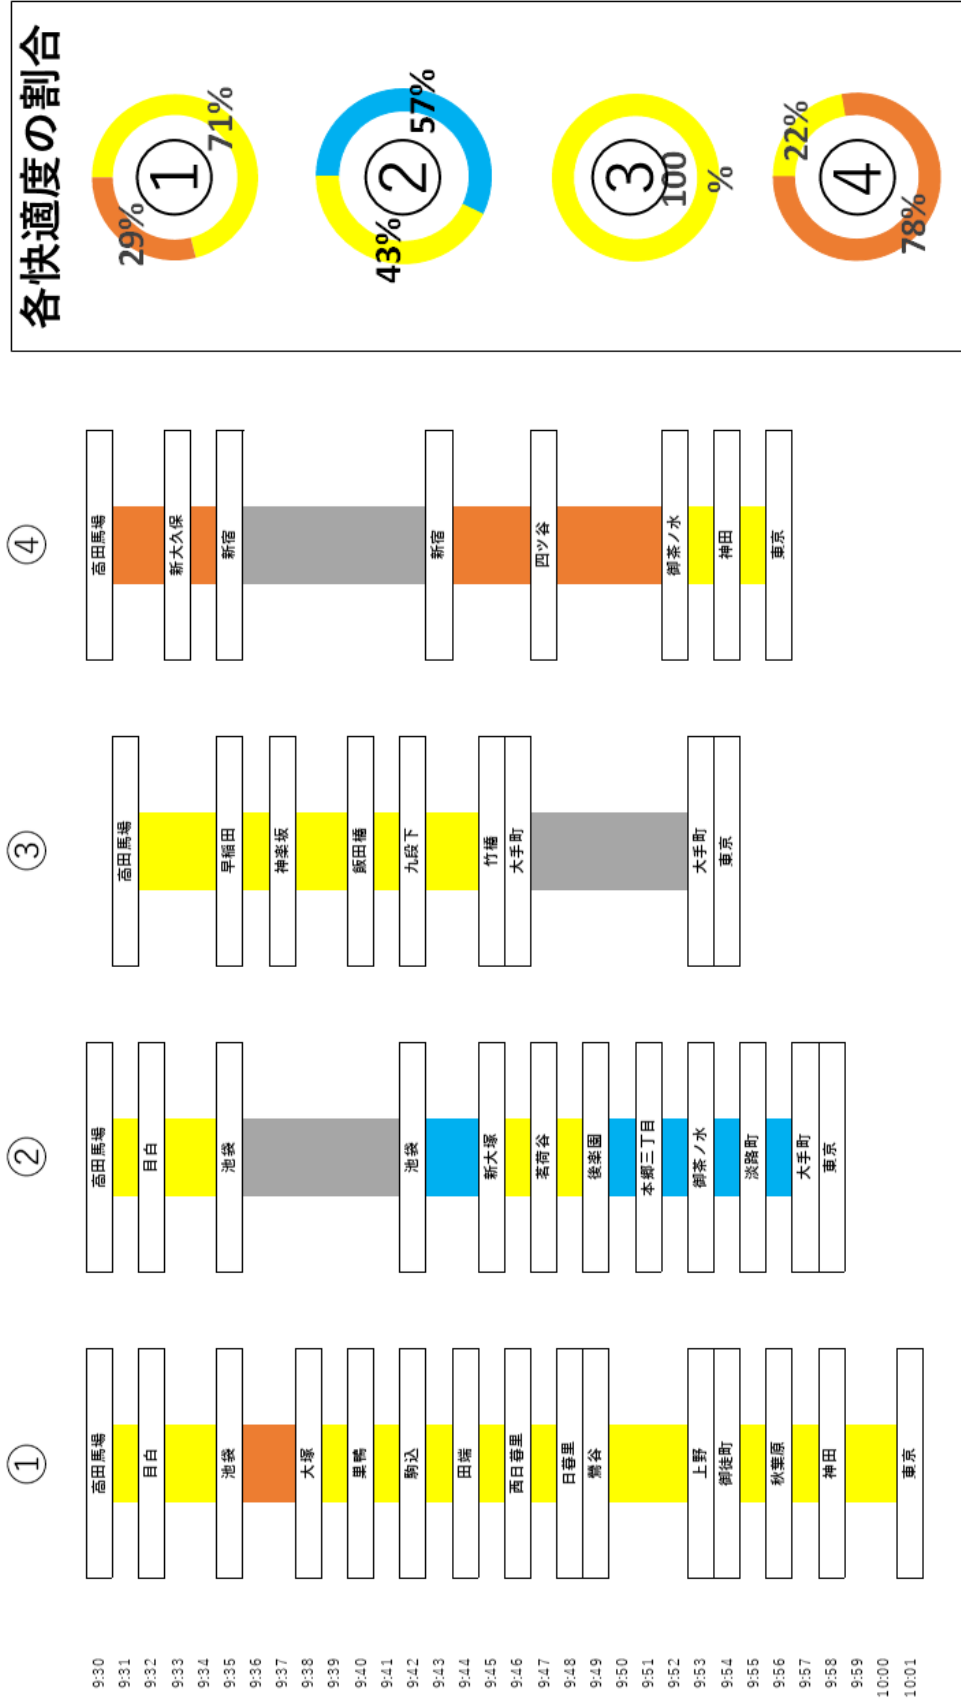 ①
②
③
④
9:30
9:31
9:32
9:33
9:34
9:35
9:36
9:37
9:38
9:39
9:40
9:41
9:42
9:43
9:44
9:45
9:46
9:47
9:48
9:49
9:50
9:51
9:52
9:53
9:54
9:55
9:56
9:57
9:58
9:59
10:00
10:01
高田馬場
目白
池袋
大塚
巣鴨
駒込
田端
西日暮里
日暮里
鶯谷
上野
御徒町
秋葉原
神田
東京
高田馬場
目白
池袋
池袋
新大塚
茗荷谷
後楽園
本郷三丁目
御茶ノ水
淡路町
大手町
東京
高田馬場
早稲田
神楽坂
飯田橋
九段下
竹橋
大手町
大手町
東京
高田馬場
新大久保
新宿
新宿
四ツ谷
御茶ノ水
神田
東京
各快適度の割合
29%
①
71%
43%
②
57%
③
100
%
22%
④
78%